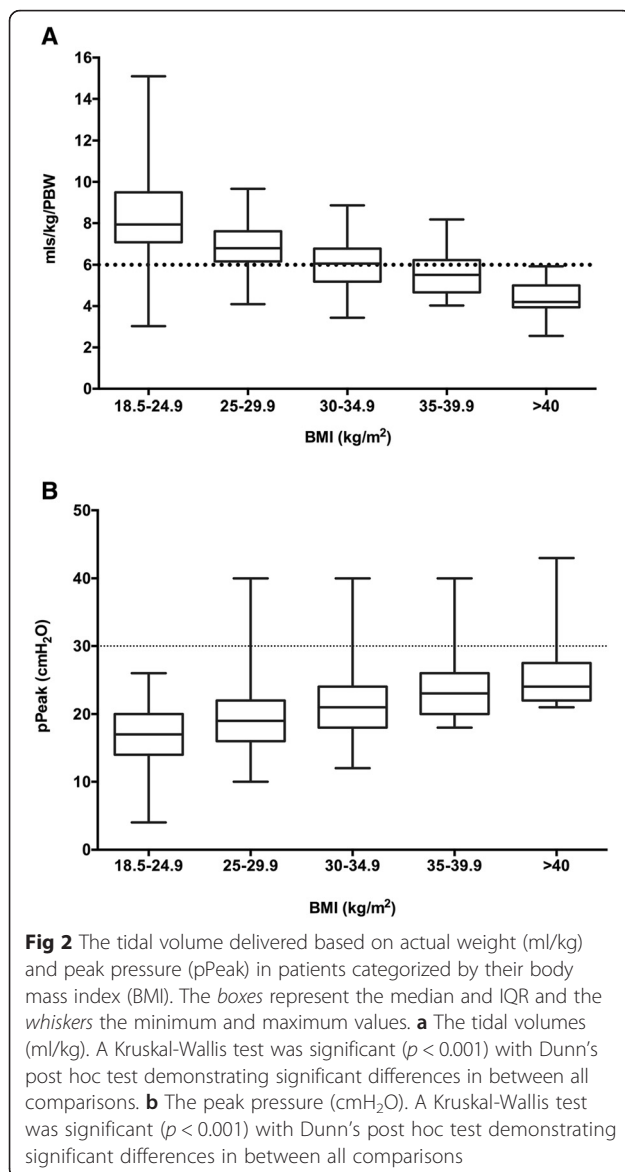 A
16
14
12
10
8
6
4
2
0
mls/kg/PBW
18.5-24.9 25-29.9 30-34.9 35-39.9 >40
BMI (kg/m²)
B
50
40
30
20
10
0
pPeak (cmH₂O)
18.5-24.9 25-29.9 30-34.9 35-39.9 >40
BMI (kg/m²)
Fig 2 The tidal volume delivered based on actual weight (ml/kg)
and peak pressure (pPeak) in patients categorized by their body
mass index (BMI). The boxes represent the median and IQR and the
whiskers the minimum and maximum values. a The tidal volumes
(ml/kg). A Kruskal-Wallis test was significant (p < 0.001) with Dunn's
post hoc test demonstrating significant differences in between all
comparisons. b The peak pressure (cmH₂O). A Kruskal-Wallis test
was significant (p < 0.001) with Dunn's post hoc test demonstrating
significant differences in between all comparisons